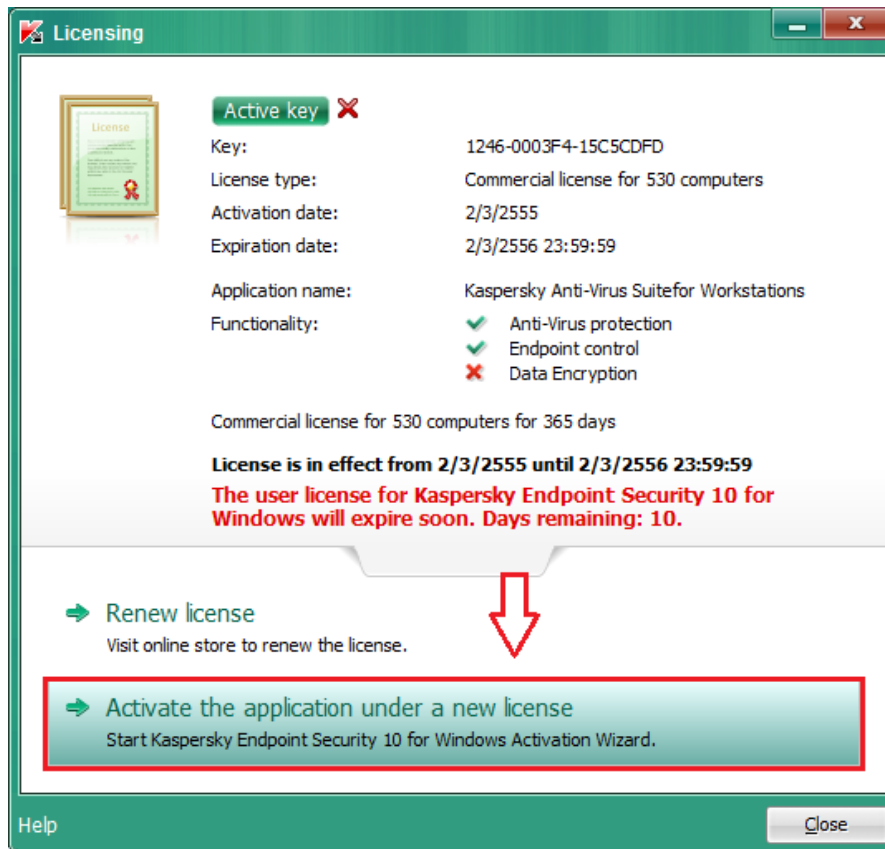 Licensing
License
Active key
Key: 1246-0003F4-15C5CDFD
License type: Commercial license for 530 computers
Activation date: 2/3/2555
Expiration date: 2/3/2556 23:59:59
Application name: Kaspersky Anti-Virus Suitefor Workstations
Functionality: Anti-Virus protection
Endpoint control
Data Encryption
Commercial license for 530 computers for 365 days
License is in effect from 2/3/2555 until 2/3/2556 23:59:59
The user license for Kaspersky Endpoint Security 10 for
Windows will expire soon. Days remaining: 10.
Renew license
Visit online store to renew the license.
Activate the application under a new license
Start Kaspersky Endpoint Security 10 for Windows Activation Wizard.
Help
Close